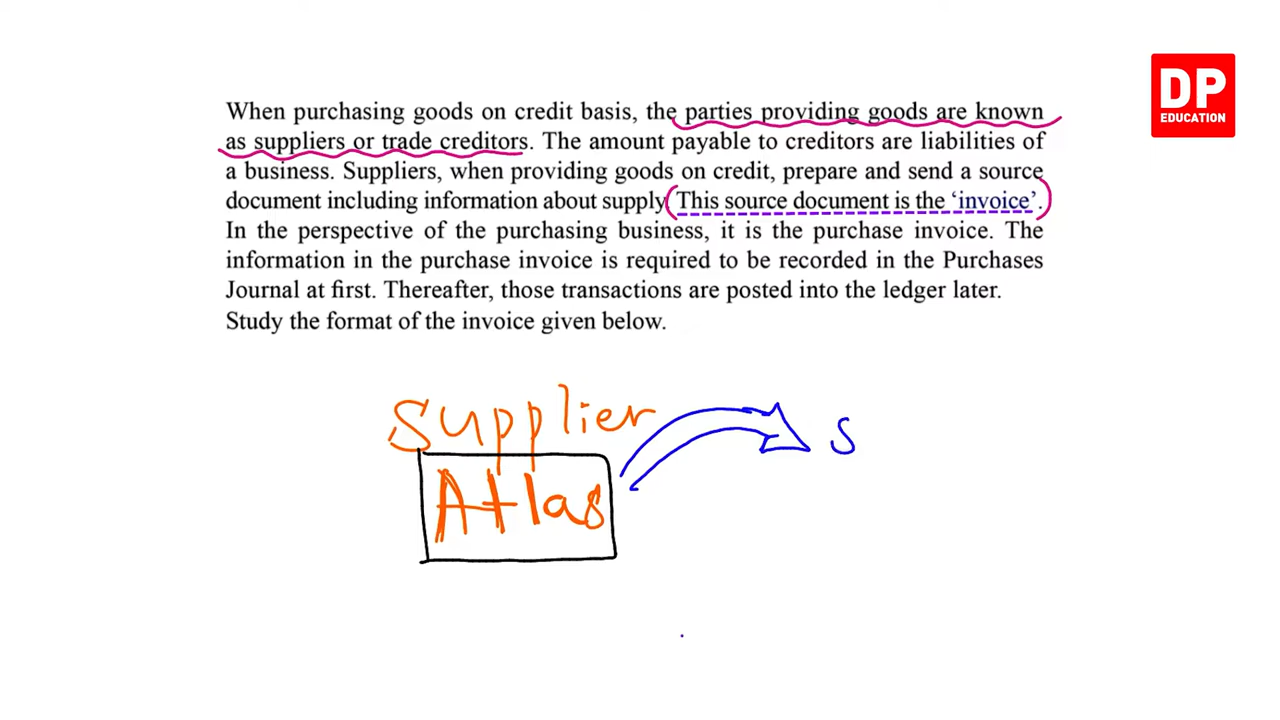 DP
EDUCATION
When purchasing goods on credit basis, the parties providing goods are known
as suppliers or trade creditors. The amount payable to creditors are liabilities of
a business. Suppliers, when providing goods on credit, prepare and send a source
document including information about supply. This source document is the ‘invoice’.
In the perspective of the purchasing business, it is the purchase invoice. The
information in the purchase invoice is required to be recorded in the Purchases
Journal at first. Thereafter, those transactions are posted into the ledger later.
Study the format of the invoice given below.
Supplier
Atlas
S